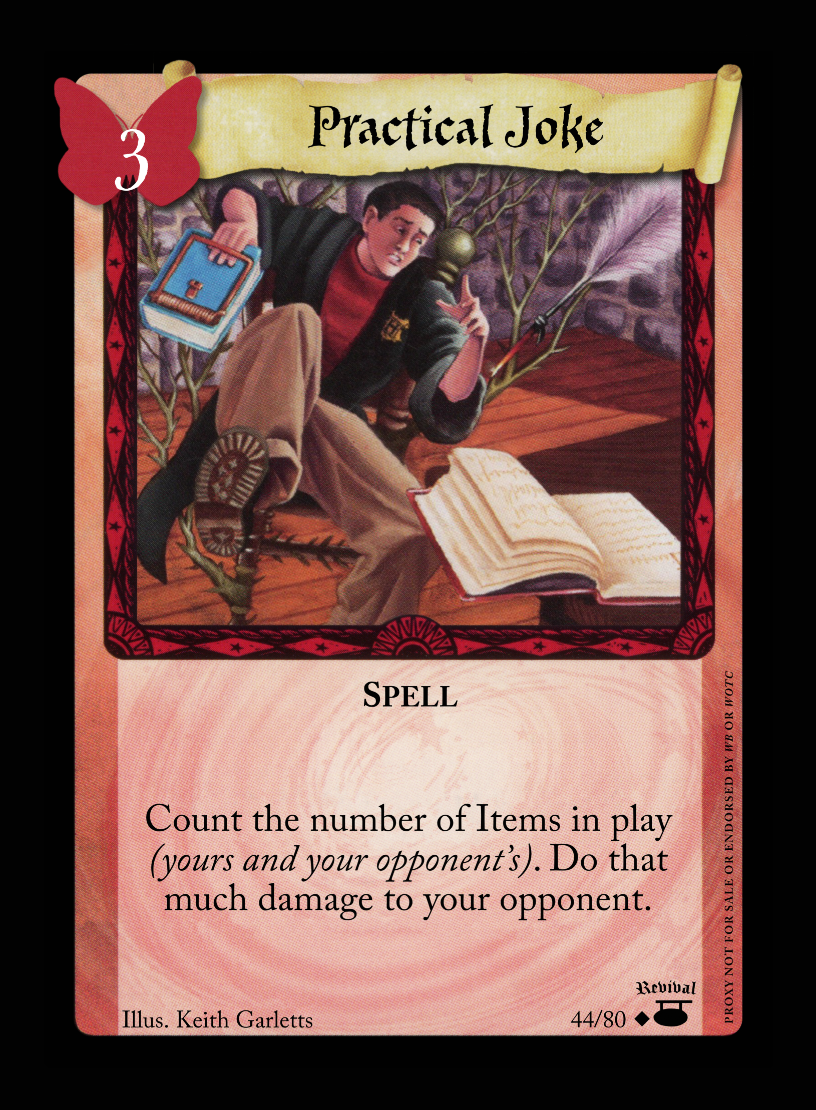 3
Practical Joke
SPELL
Count the number of Items in play
(yours and your opponent's). Do that
much damage to your opponent.
Illus. Keith Garletts
44/80
Revival
PROXY NOT FOR SALE OR ENDORSED BY WB OR WOTC